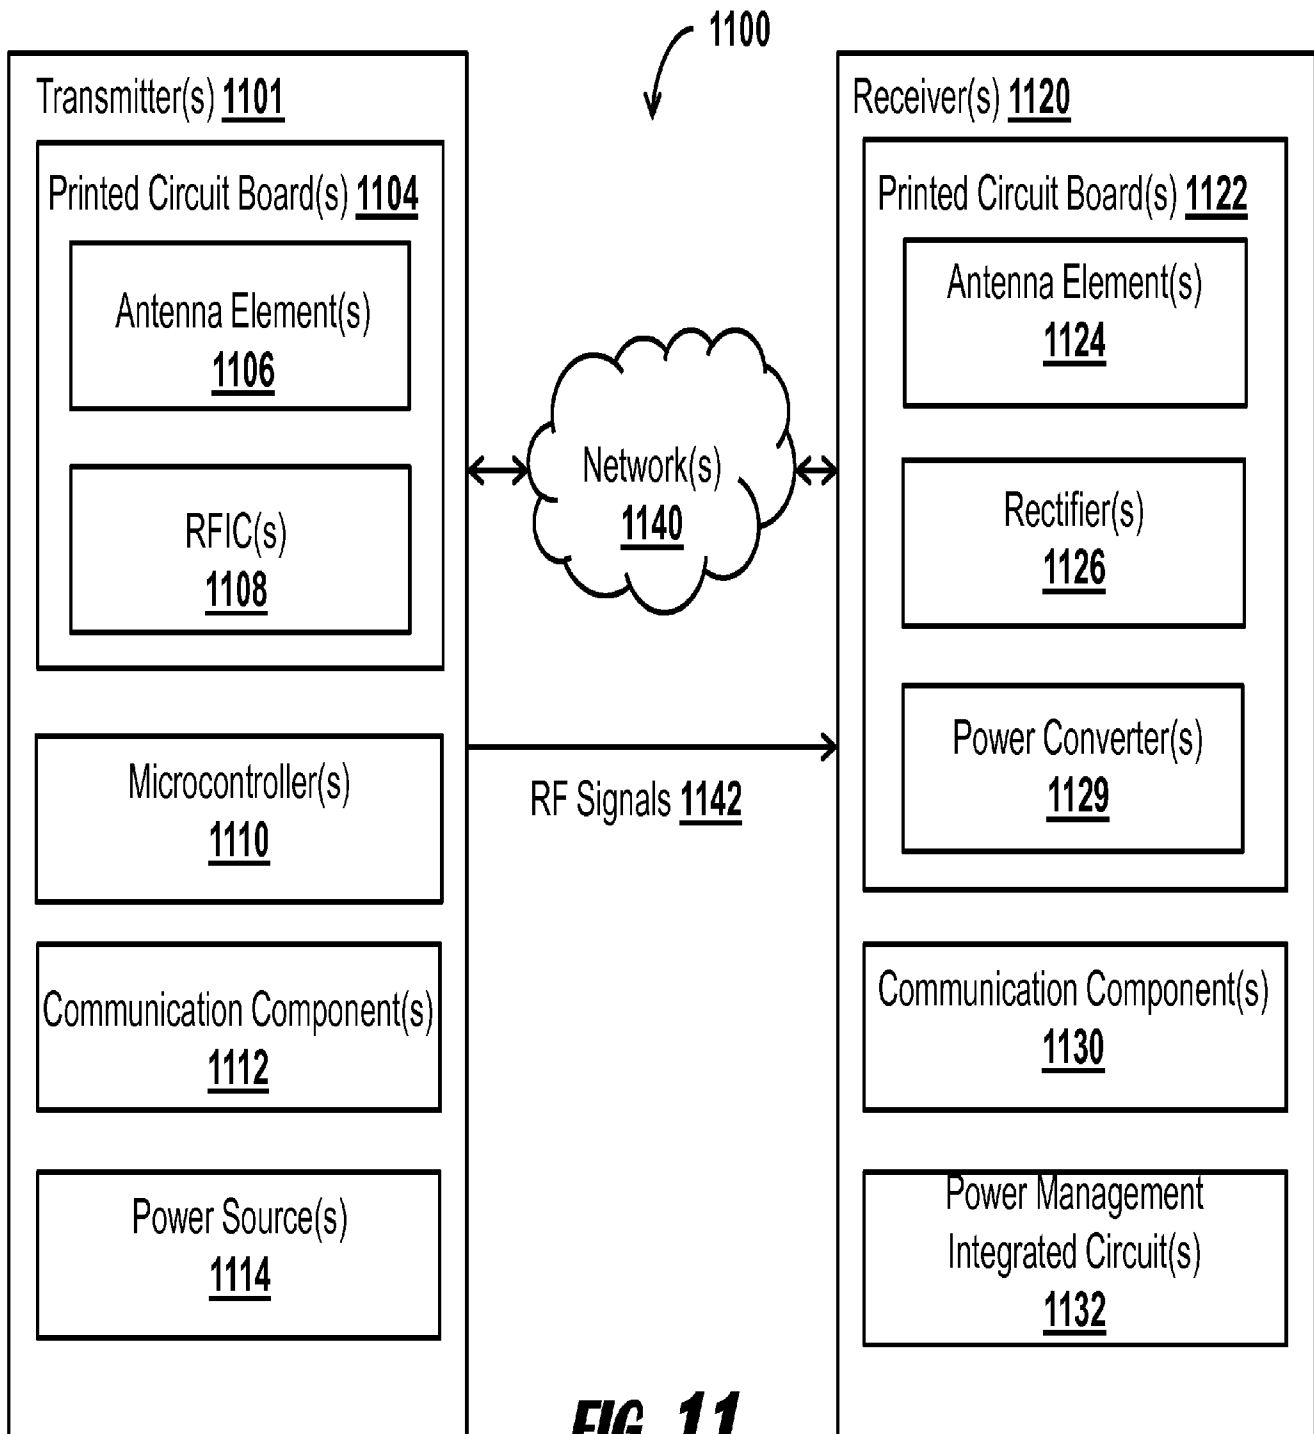 1100
Transmitter(s) 1101
Printed Circuit Board(s) 1104
Antenna Element(s)
1106
RFIC(s)
1108
Microcontroller(s)
1110
Communication Component(s)
1112
Power Source(s)
1114
Network(s)
1140
RF Signals 1142
Receiver(s) 1120
Printed Circuit Board(s) 1122
Antenna Element(s)
1124
Rectifier(s)
1126
Power Converter(s)
1129
Communication Component(s)
1130
Power Management
Integrated Circuit(s)
1132
FIG. 11